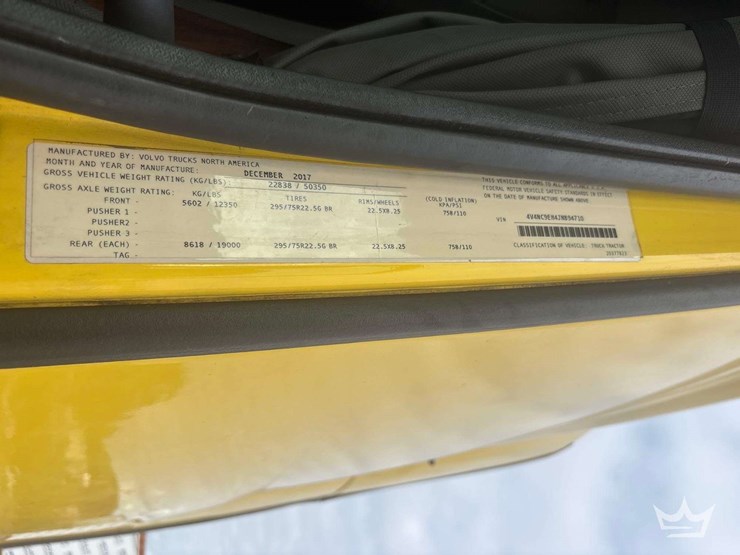 MANUFACTURED BY: VOLVO TRUCKS NORTH AMERICA
MONTH AND YEAR OF MANUFACTURE: DECEMBER 2017
GROSS VEHICLE WEIGHT RATING (KG/LBS): 22838 / 50350
GROSS AXLE WEIGHT RATING: KG/LBS TIRES RIMS/WHEELS (COLD INFLATION) KPA/PSI
FRONT - 5602 / 12350 295/75R22.5G BR 22.5X8.25 758/110
PUSHER 1 -
PUSHER2 -
PUSHER 3 -
REAR (EACH) - 8618 / 19000 295/75R22.5G BR 22.5X8.25 758/110
TAG -
THIS VEHICLE CONFORMS TO ALL
FEDERAL MOTOR VEHICLE SAFETY STANDARDS IN EFFECT
ON THE DATE OF MANUFACTURE SHOWN ABOVE
VIN
CLASSIFICATION OF VEHICLE: TRUCK TRACTOR